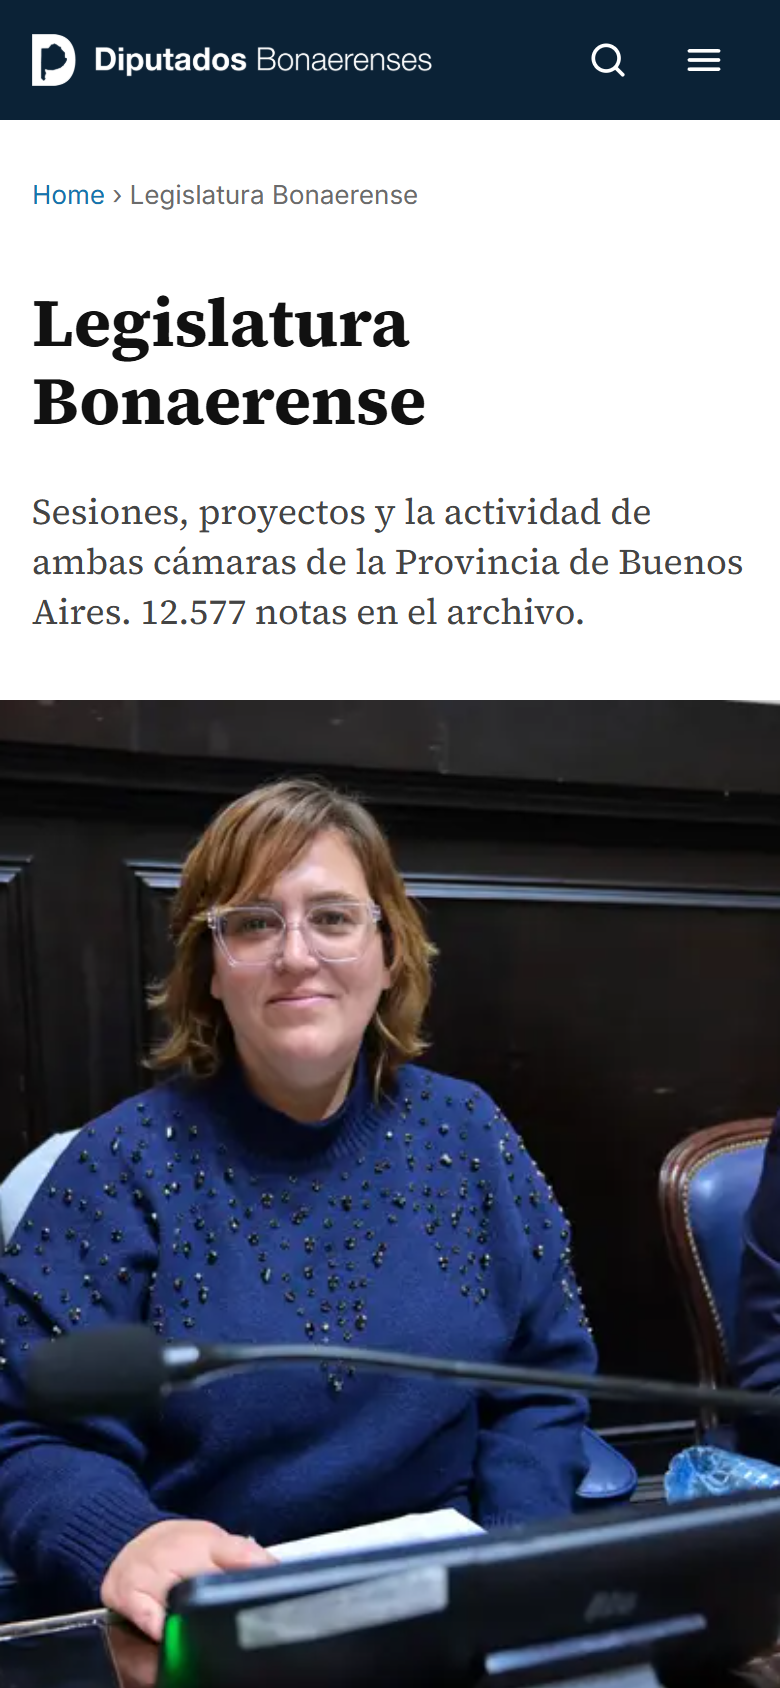 Diputados Bonaerenses
Home › Legislatura Bonaerense
Legislatura
Bonaerense
Sesiones, proyectos y la actividad de
ambas cámaras de la Provincia de Buenos
Aires. 12.577 notas en el archivo.